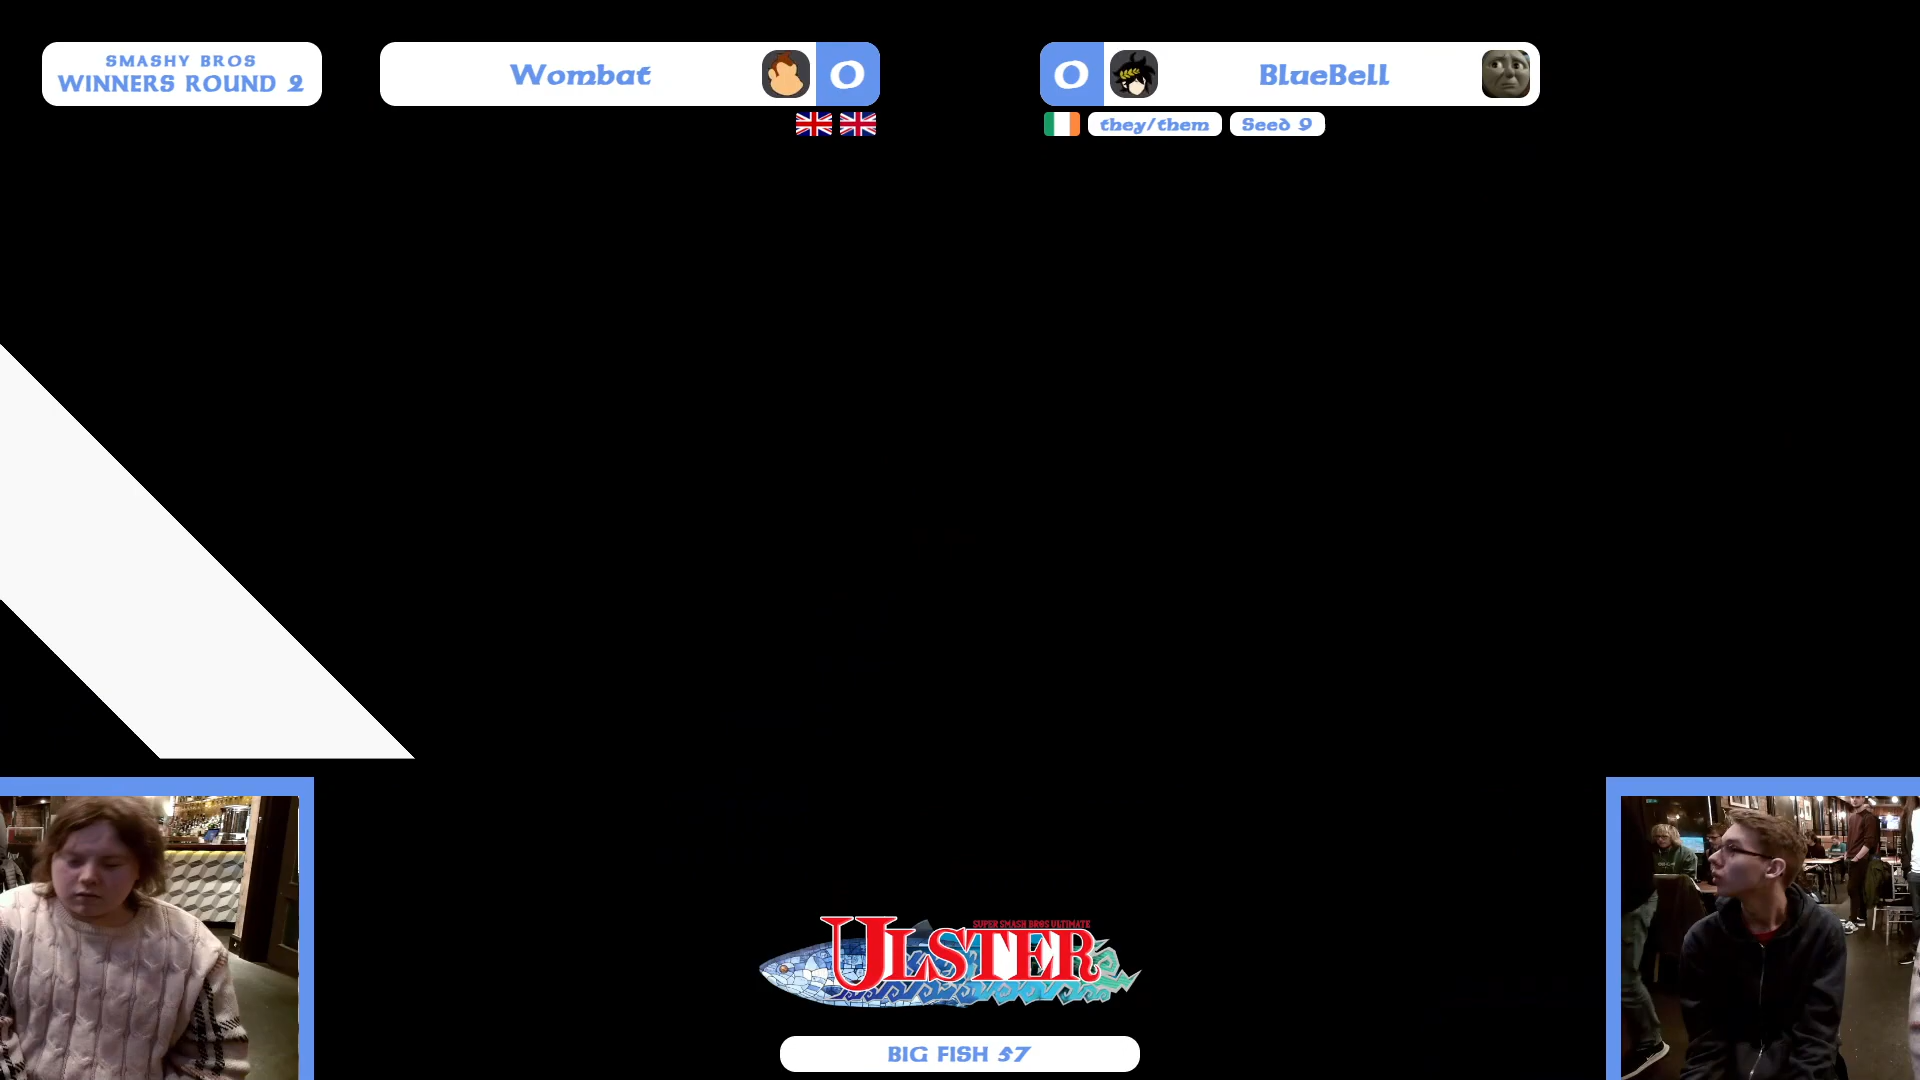 SMASHY BROS
WINNERS ROUND 2
Wombat
0
0
BlueBell
they/them
Seed 9
SUPER SMASH BROS ULTIMATE
ULSTER
BIG FISH 57